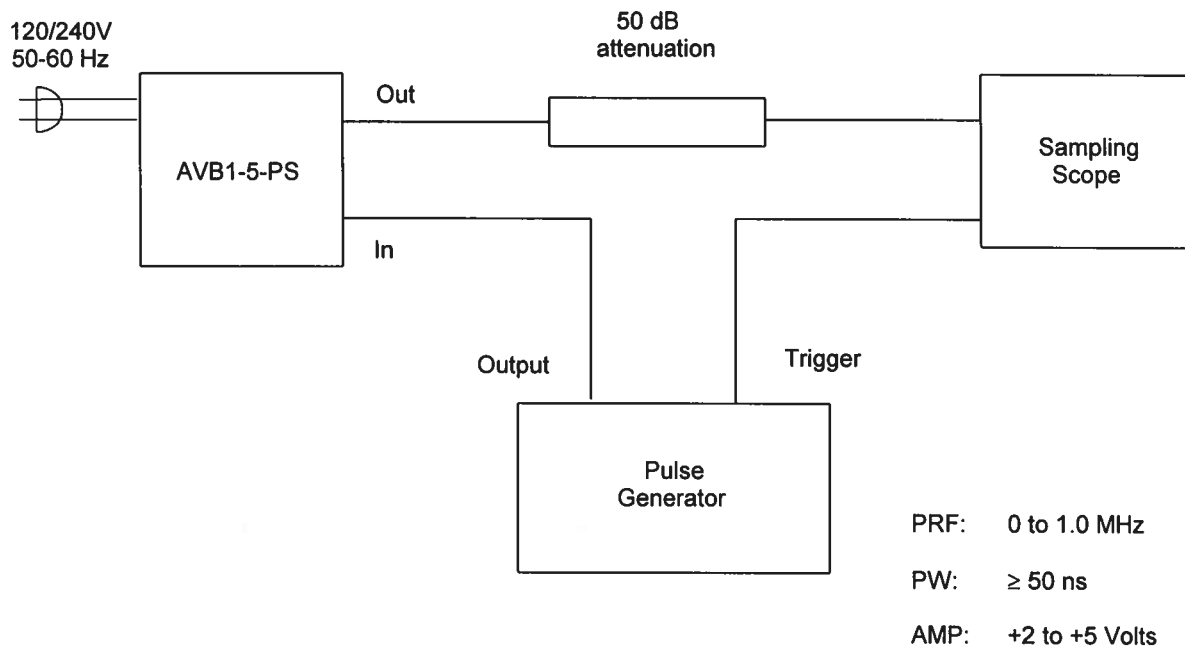 120/240V
50-60 Hz
50 dB
attenuation
Out
AVB1-5-PS
Sampling
Scope
In
Output
Trigger
Pulse
Generator
PRF: 0 to 1.0 MHz
PW: ≥ 50 ns
AMP: +2 to +5 Volts